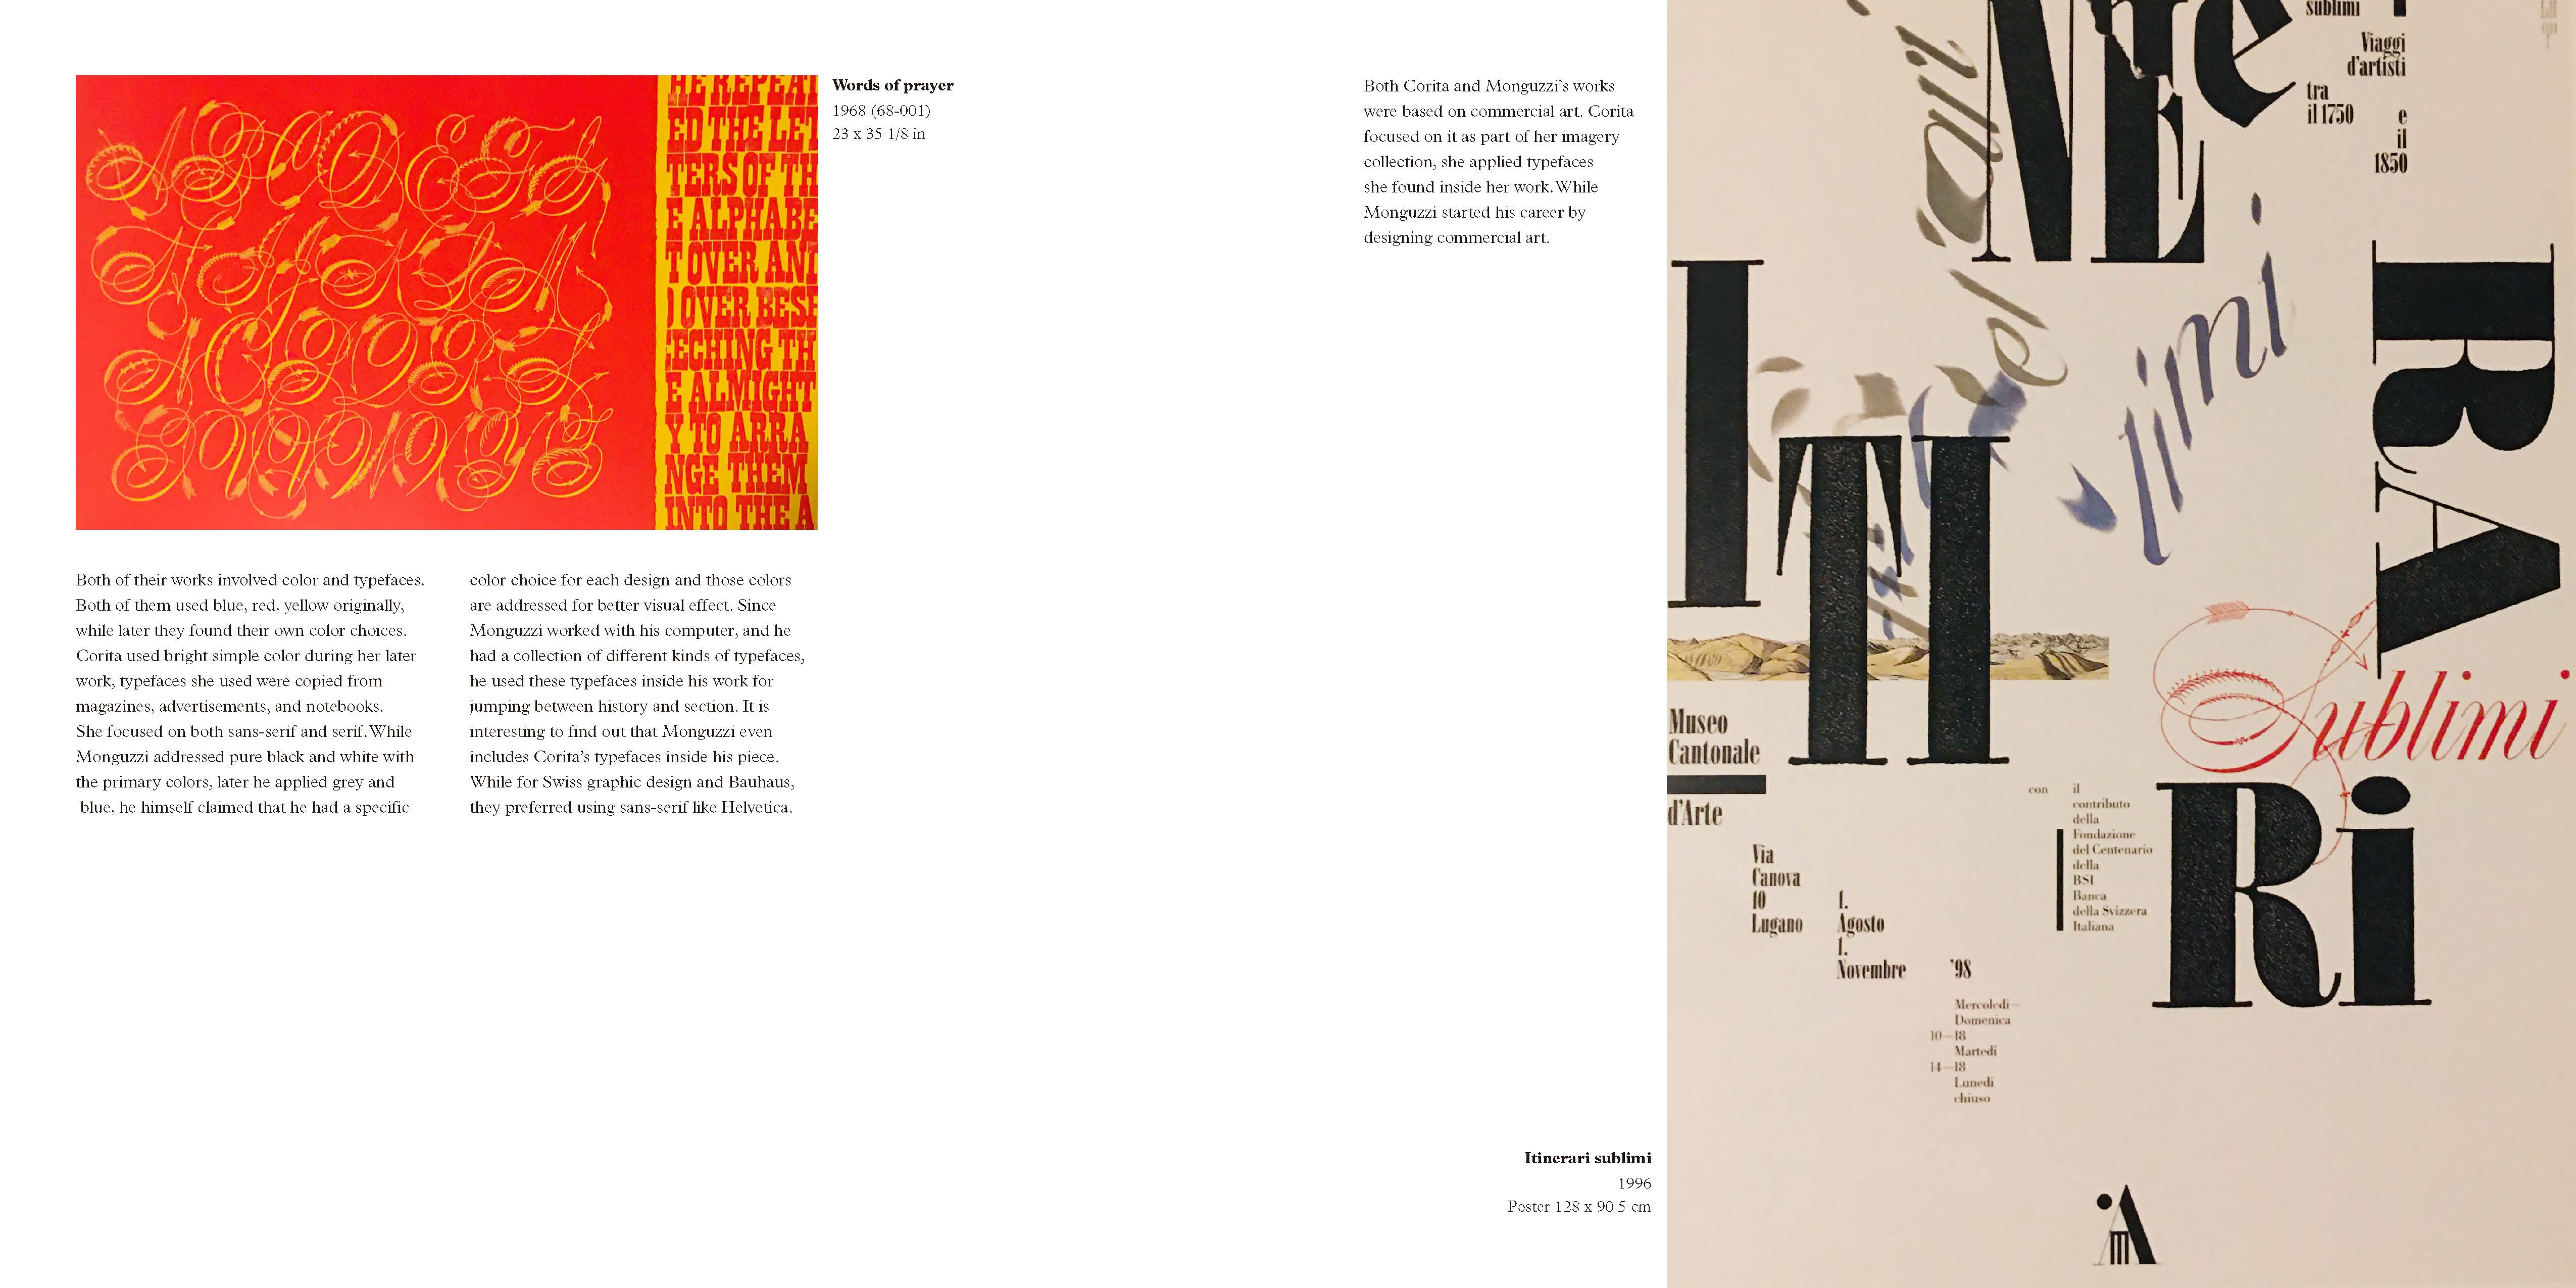 HE REPEAT
ED THE LET
TERS OF TH
E ALPHABE
T OVER AND
OVER BESE
ECHING TH
E ALMIGHT
Y TO ARRA
NGE THEM
INTO THE A
Words of prayer
1968 (68-001)
23 x 35 1/8 in
Both of their works involved color and typefaces.
Both of them used blue, red, yellow originally,
while later they found their own color choices.
Corita used bright simple color during her later
work, typefaces she used were copied from
magazines, advertisements, and notebooks.
She focused on both sans-serif and serif. While
Monguzzi addressed pure black and white with
the primary colors, later he applied grey and
blue, he himself claimed that he had a specific
color choice for each design and those colors
are addressed for better visual effect. Since
Monguzzi worked with his computer, and he
had a collection of different kinds of typefaces,
he used these typefaces inside his work for
jumping between history and section. It is
interesting to find out that Monguzzi even
includes Corita's typefaces inside his piece.
While for Swiss graphic design and Bauhaus,
they preferred using sans-serif like Helvetica.
Both Corita and Monguzzi's works
were based on commercial art. Corita
focused on it as part of her imagery
collection, she applied typefaces
she found inside her work. While
Monguzzi started his career by
designing commercial art.
Itinerari sublimi
1996
Poster 128 x 90.5 cm
sublimi
Viaggi
d'artisti
tra
il 1750
e
il
1850
NE
I
TI
RA
Sublimi
Ri
Museo
Cantonale
d'Arte
Via
Canova
10
Lugano
1.
Agosto
1.
Novembre
'98
Mercoledi—
Domenica
10—18
Martedi
14—18
Lunedi
chiuso
con
il
contributo
della
Fondazione
del Centenario
della
BSI
Banca
della Svizzera
Italiana